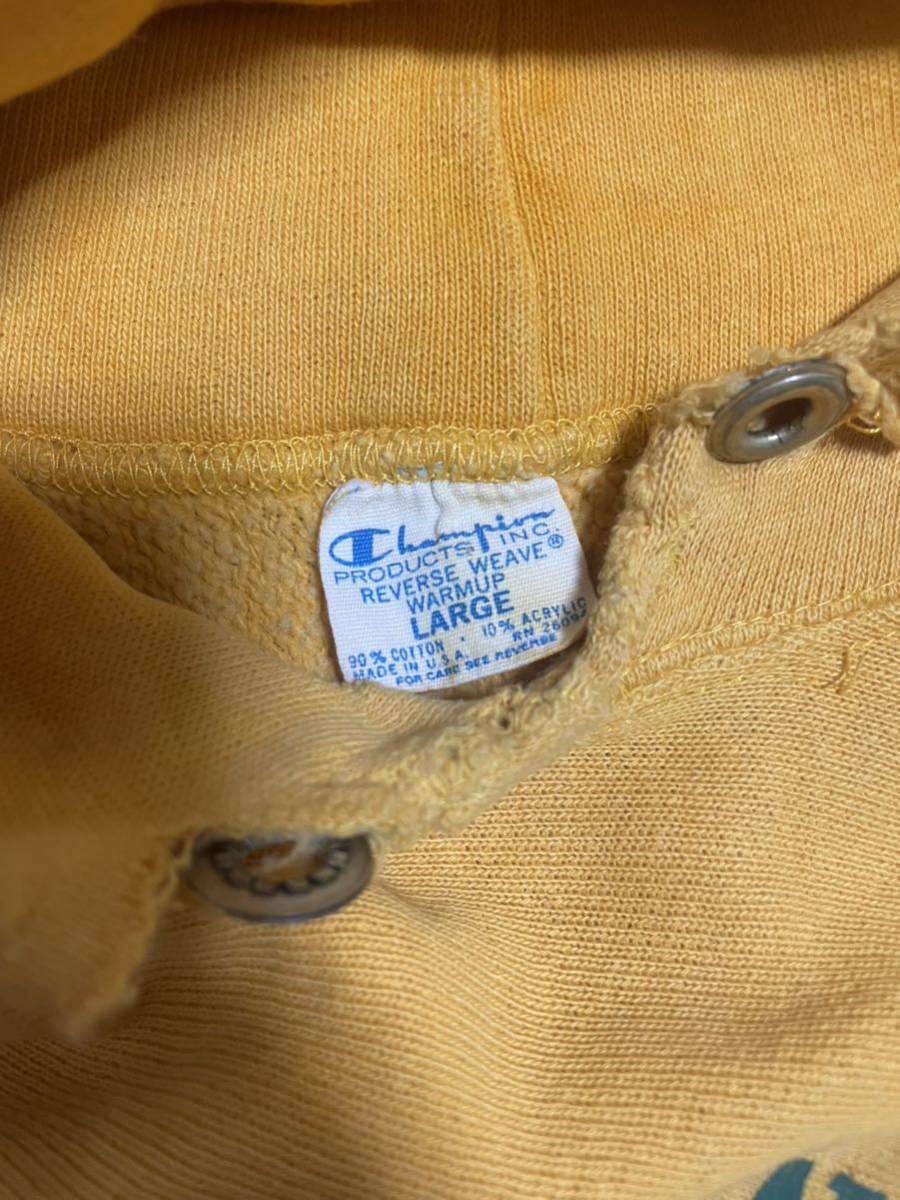 Champion
PRODUCTS INC.
REVERSE WEAVE®
WARMUP
LARGE
90% COTTON . 10% ACRYLIC
MADE IN U.S.A. RN 26094
FOR CARE SEE REVERSE